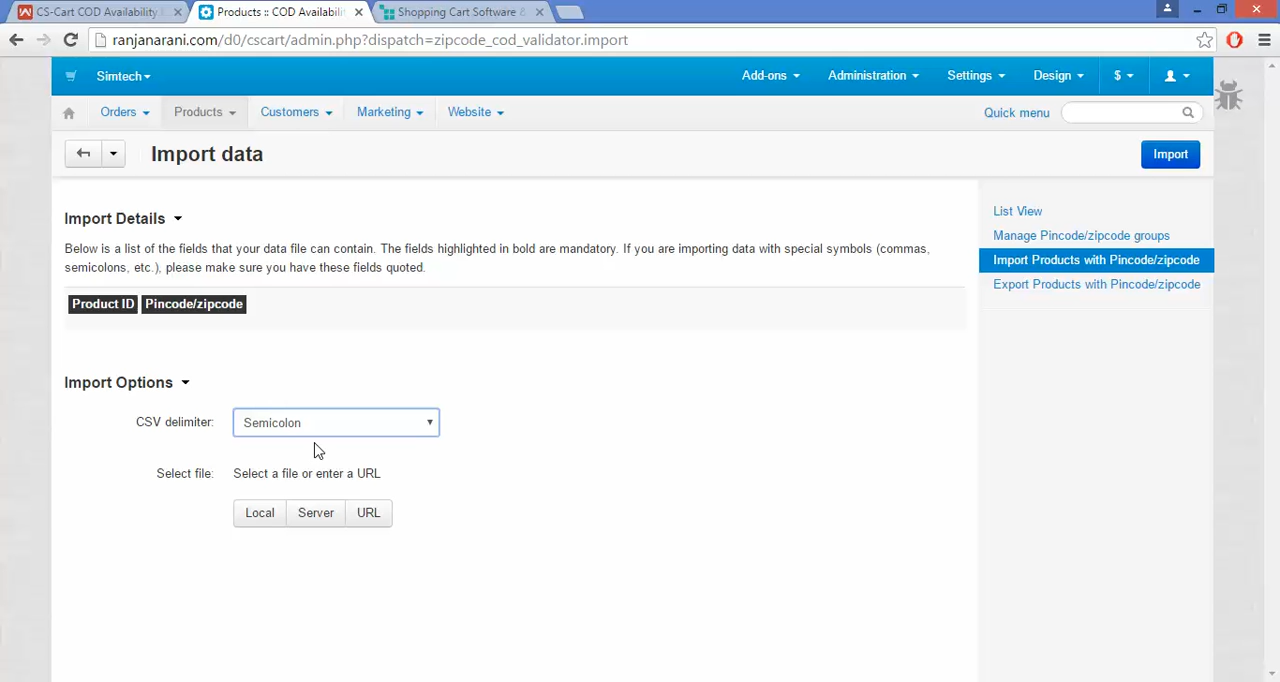 CS-Cart COD Availability
Products :: COD Availabili
Shopping Cart Software &
ranjanarani.com/d0/cscart/admin.php?dispatch=zipcode_cod_validator.import
Simtech
Add-ons
Administration
Settings
Design
$
Orders
Products
Customers
Marketing
Website
Quick menu
Import data
Import
Import Details
Below is a list of the fields that your data file can contain. The fields highlighted in bold are mandatory. If you are importing data with special symbols (commas,
semicolons, etc.), please make sure you have these fields quoted.
Product ID Pincode/zipcode
List View
Manage Pincode/zipcode groups
Import Products with Pincode/zipcode
Export Products with Pincode/zipcode
Import Options
CSV delimiter: Semicolon
Select file: Select a file or enter a URL
Local Server URL